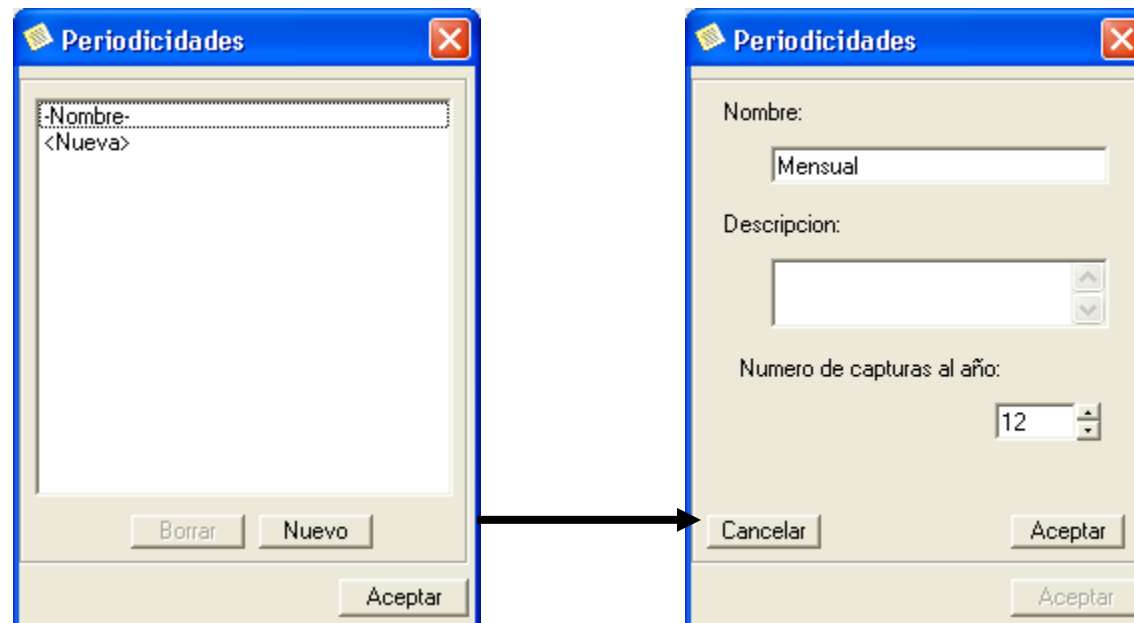 Periodicidades
-Nombre-
<Nueva>
Borrar
Nuevo
Aceptar
Periodicidades
Nombre:
Mensual
Descripcion:
Numero de capturas al año:
12
Cancelar
Aceptar
Aceptar